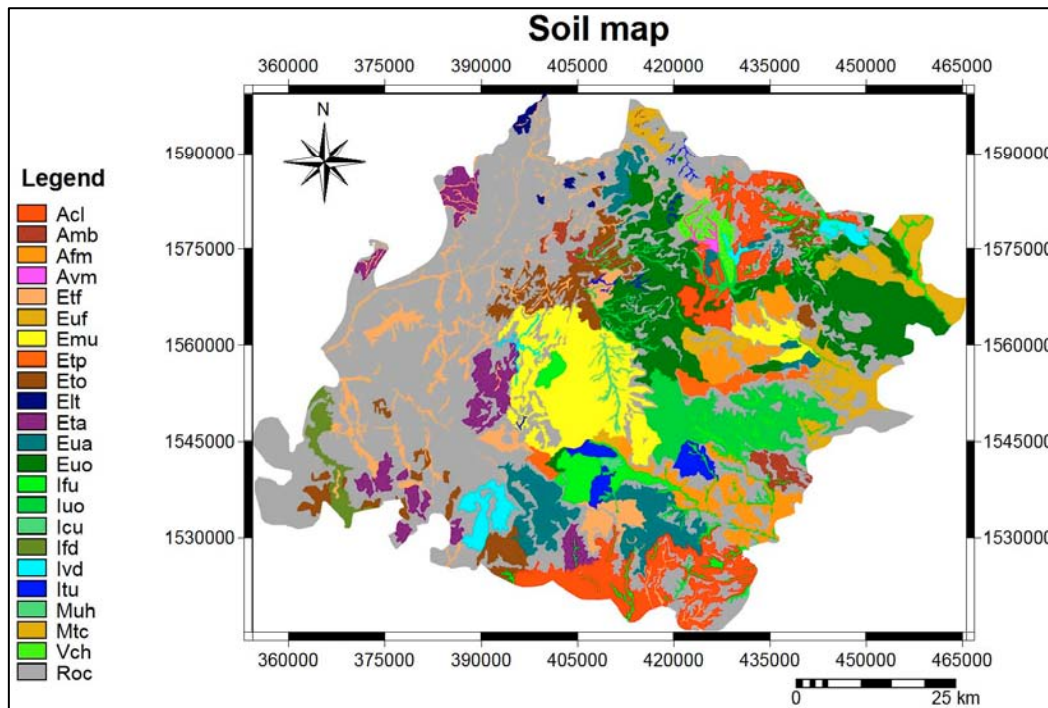 Soil map
360000 375000 390000 405000 420000 435000 450000 465000
N
1590000 1590000
Legend
Acl
Amb
1575000 1575000
Afm
Avm
Etf
Euf
Emu
1560000 1560000
Etp
Eto
Elt
Eta
Eua
1545000 1545000
Euo
Ifu
Iuo
Icu
1530000 1530000
Ifd
Ivd
Itu
Muh
Mtc
Vch
Roc
360000 375000 390000 405000 420000 435000 450000 465000
0 25 km